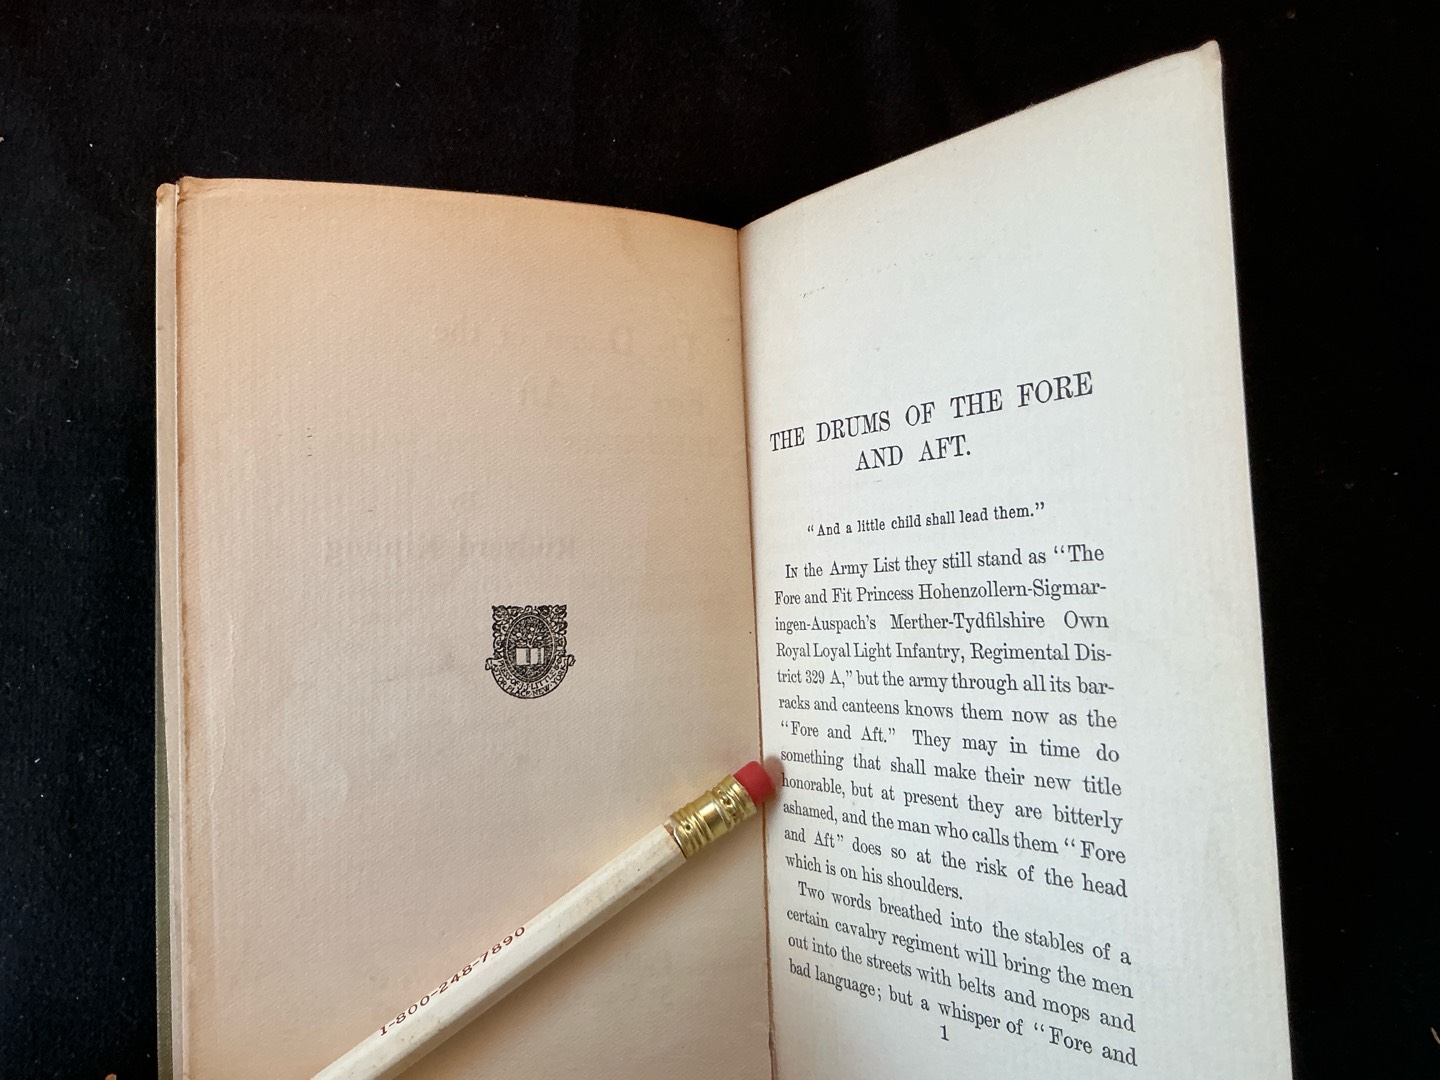 THE DRUMS OF THE FORE
AND AFT.
“And a little child shall lead them.”
In the Army List they still stand as “The
Fore and Fit Princess Hohenzollern-Sigmar-
ingen-Auspach's Merther-Tydfilshire Own
Royal Loyal Light Infantry, Regimental Dis-
trict 329 A,” but the army through all its bar-
racks and canteens knows them now as the
“Fore and Aft.” They may in time do
something that shall make their new title
honorable, but at present they are bitterly
ashamed, and the man who calls them “Fore
and Aft” does so at the risk of the head
which is on his shoulders.
Two words breathed into the stables of a
certain cavalry regiment will bring the men
out into the streets with belts and mops and
bad language; but a whisper of “Fore and
1
1-800-248-7890